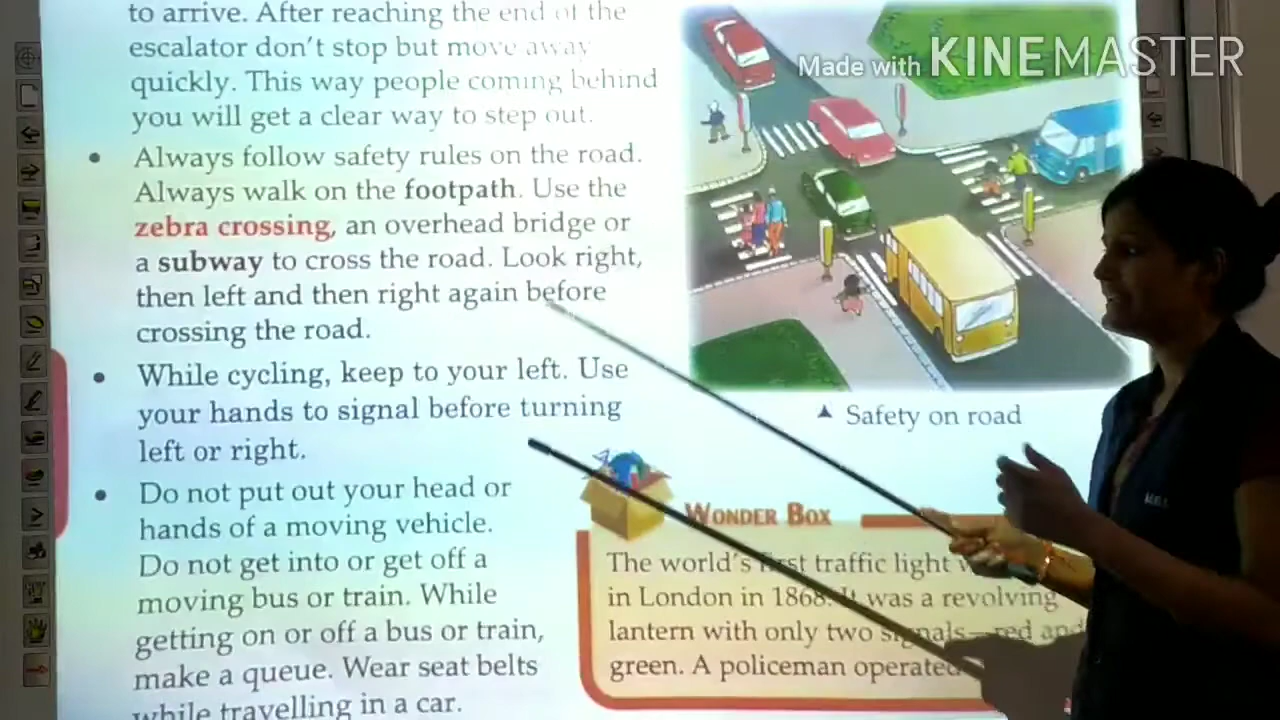 to arrive. After reaching the end of the
escalator don't stop but move away
quickly. This way people coming behind
you will get a clear way to step out.
• Always follow safety rules on the road.
Always walk on the footpath. Use the
zebra crossing, an overhead bridge or
a subway to cross the road. Look right,
then left and then right again before
crossing the road.
• While cycling, keep to your left. Use
your hands to signal before turning
left or right.
• Do not put out your head or
hands of a moving vehicle.
Do not get into or get off a
moving bus or train. While
getting on or off a bus or train,
make a queue. Wear seat belts
while travelling in a car.
Made with KINEMASTER
▲ Safety on road
WONDER BOX
The world's first traffic light
in London in 1868. It was a revolving
lantern with only two signals—red and
green. A policeman operated